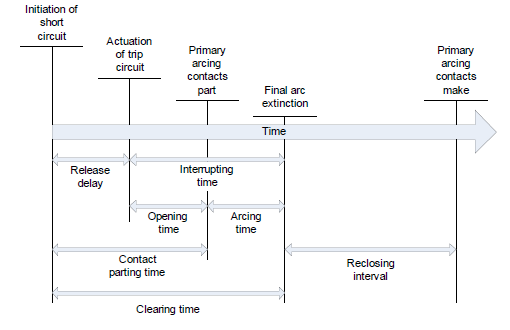 Initiation of
short
circuit
Actuation
of trip
circuit
Primary
arcing
contacts
part
Final arc
extinction
Primary
arcing
contacts
make
Time
Release
delay
Interrupting
time
Opening
time
Arcing
time
Contact
parting time
Reclosing
interval
Clearing time